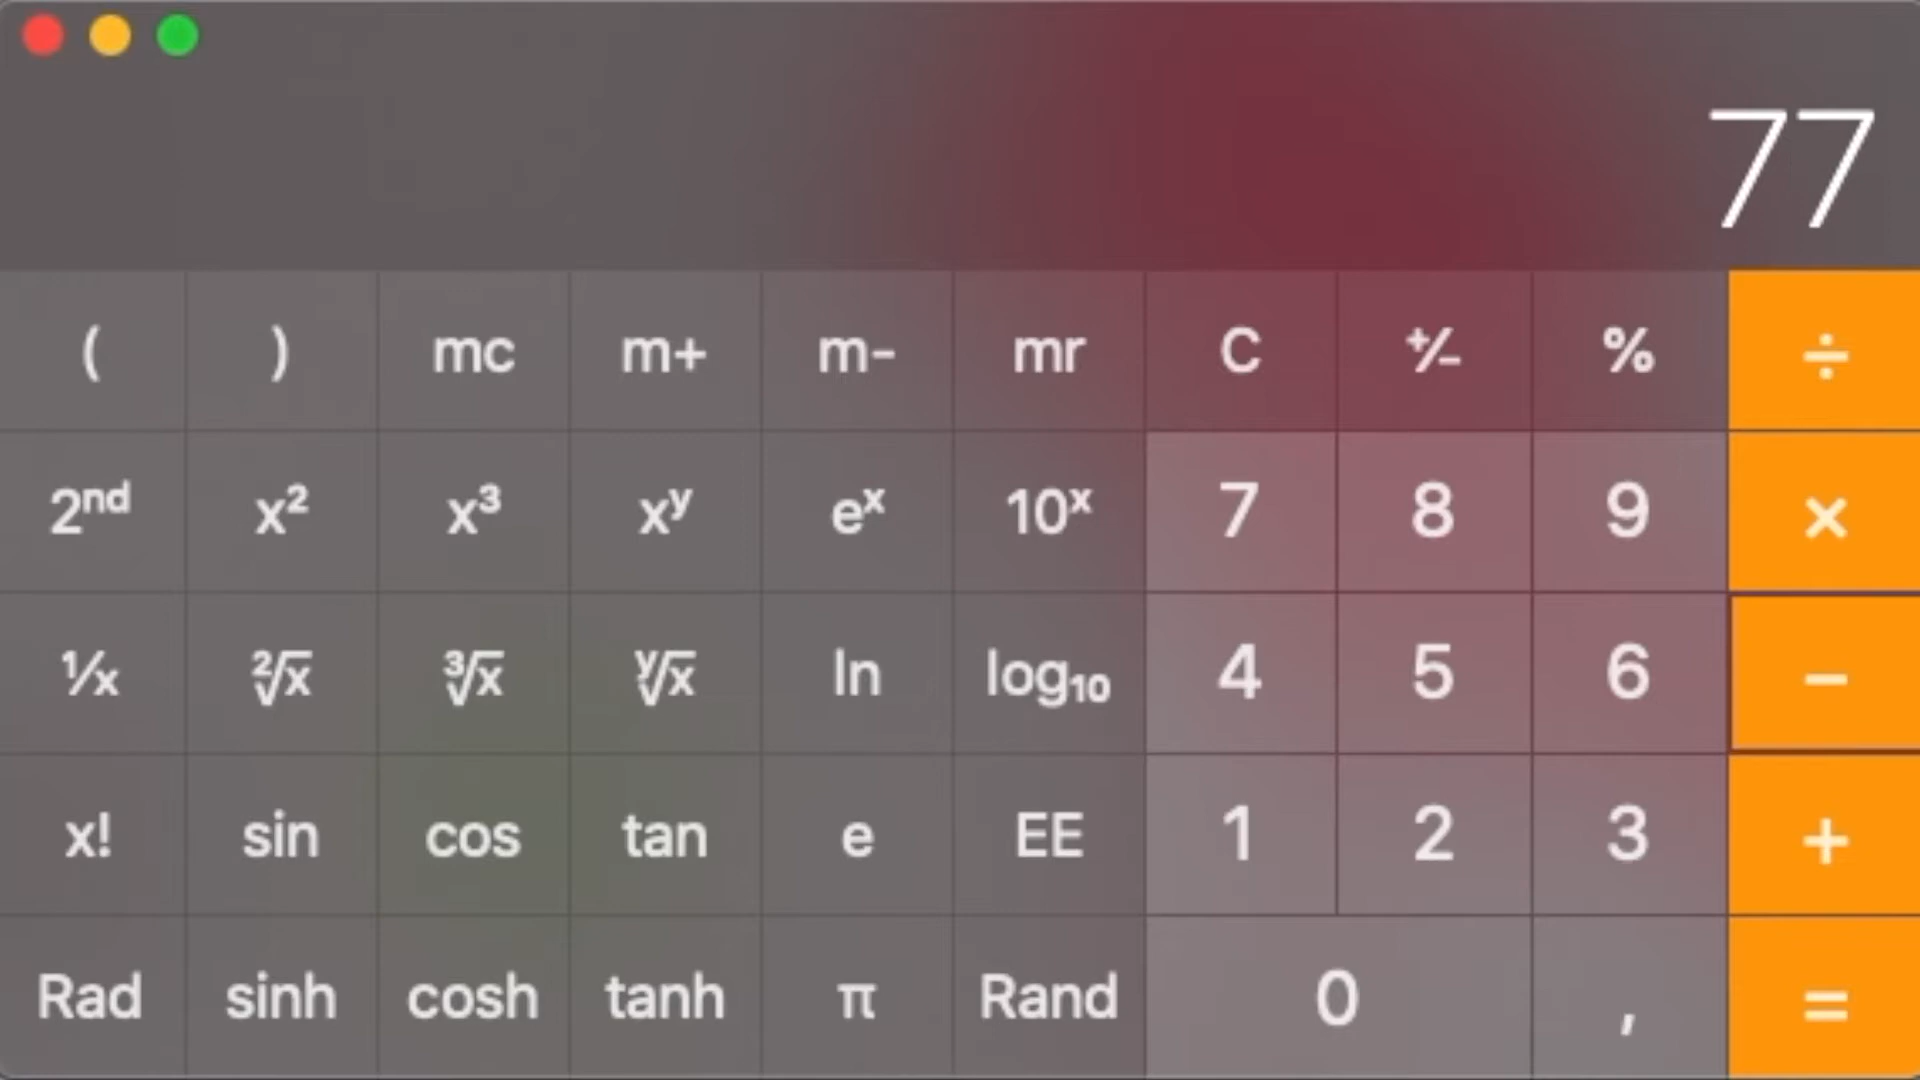 77
( ) mc m+ m- mr C ⁺⁄₋ % ÷
2ⁿᵈ x² x³ xʸ eˣ 10ˣ 7 8 9 ×
¹⁄ₓ ²√x ³√x ʸ√x ln log₁₀ 4 5 6 −
x! sin cos tan e EE 1 2 3 +
Rad sinh cosh tanh π Rand 0 , =